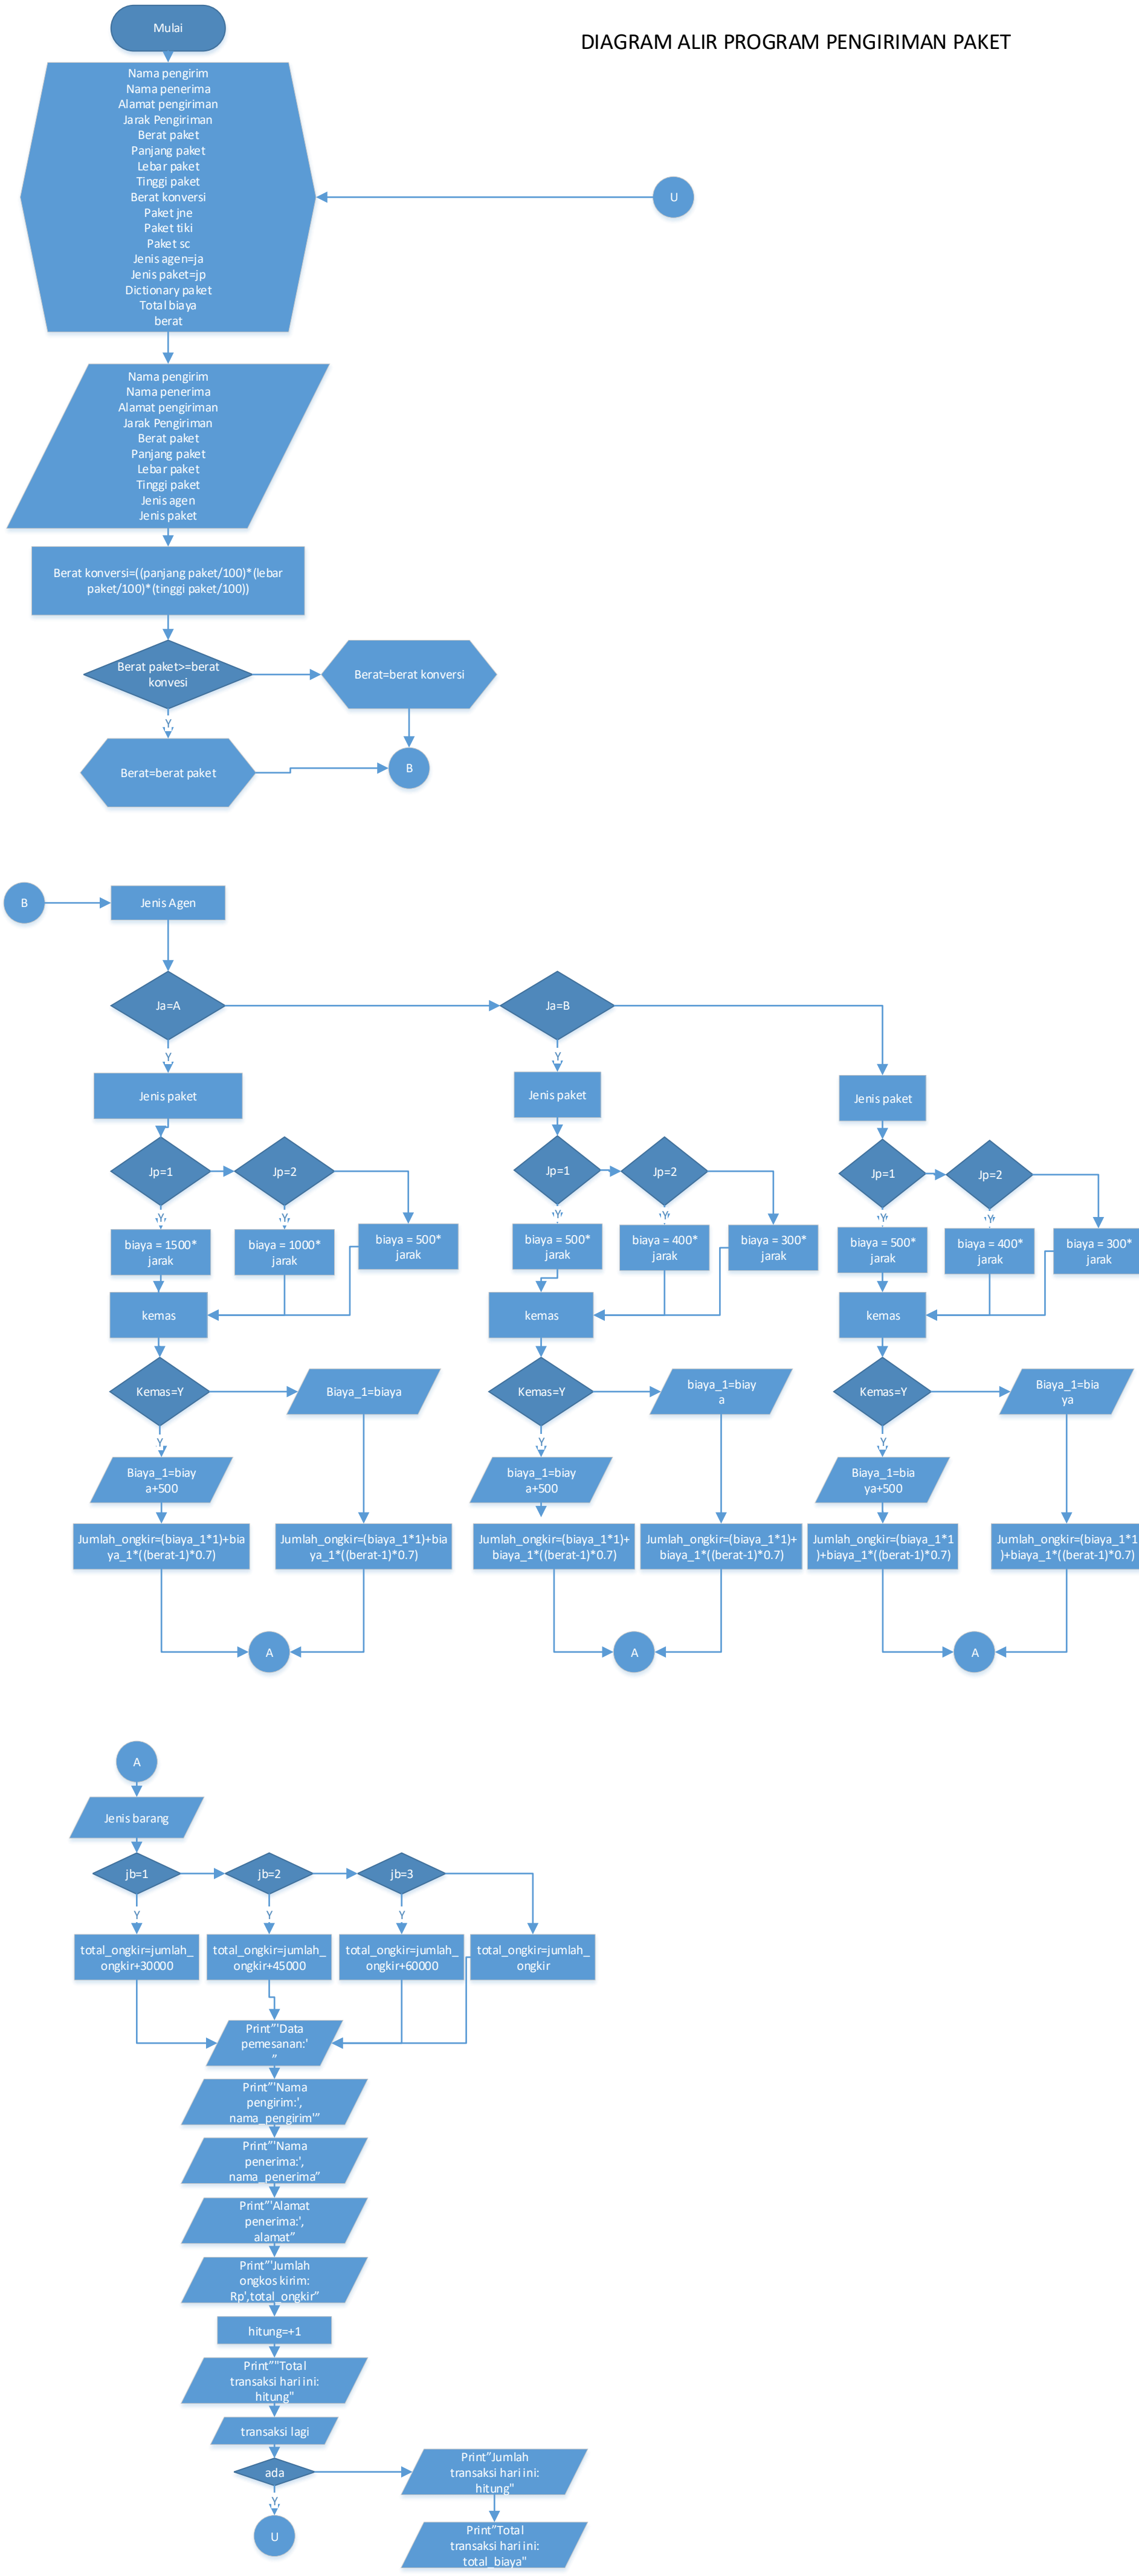 Mulai
DIAGRAM ALIR PROGRAM PENGIRIMAN PAKET
Nama pengirim
Nama penerima
Alamat pengiriman
Jarak Pengiriman
Berat paket
Panjang paket
Lebar paket
Tinggi paket
Berat konversi
Paket jne
Paket tiki
Paket sc
Jenis agen=ja
Jenis paket=jp
Dictionary paket
Total biaya
berat
U
Nama pengirim
Nama penerima
Alamat pengiriman
Jarak Pengiriman
Berat paket
Panjang paket
Lebar paket
Tinggi paket
Jenis agen
Jenis paket
Berat konversi=((panjang paket/100)*(lebar
paket/100)*(tinggi paket/100))
Berat paket>=berat
konvesi
Berat=berat konversi
Y
Berat=berat paket
B
B
Jenis Agen
Ja=A
Ja=B
Y
Y
Jenis paket
Jenis paket
Jenis paket
Jp=1
Jp=2
Jp=1
Jp=2
Jp=1
Jp=2
Y
Y
Y
Y
Y
Y
biaya = 1500*
jarak
biaya = 1000*
jarak
biaya = 500*
jarak
biaya = 500*
jarak
biaya = 400*
jarak
biaya = 300*
jarak
biaya = 500*
jarak
biaya = 400*
jarak
biaya = 300*
jarak
kemas
kemas
kemas
Kemas=Y
Biaya_1=biaya
Kemas=Y
biaya_1=biay
a
Kemas=Y
Biaya_1=bia
ya
Y
Y
Y
Biaya_1=biay
a+500
biaya_1=biay
a+500
Biaya_1=bia
ya+500
Jumlah_ongkir=(biaya_1*1)+bia
ya_1*((berat-1)*0.7)
Jumlah_ongkir=(biaya_1*1)+bia
ya_1*((berat-1)*0.7)
Jumlah_ongkir=(biaya_1*1)+
biaya_1*((berat-1)*0.7)
Jumlah_ongkir=(biaya_1*1)+
biaya_1*((berat-1)*0.7)
Jumlah_ongkir=(biaya_1*1
)+biaya_1*((berat-1)*0.7)
Jumlah_ongkir=(biaya_1*1
)+biaya_1*((berat-1)*0.7)
A
A
A
A
Jenis barang
jb=1
jb=2
jb=3
Y
Y
Y
total_ongkir=jumlah_
ongkir+30000
total_ongkir=jumlah_
ongkir+45000
total_ongkir=jumlah_
ongkir+60000
total_ongkir=jumlah_
ongkir
Print”'Data
pemesanan:'
”
Print”'Nama
pengirim:',
nama_pengirim'”
Print”'Nama
penerima:',
nama_penerima”
Print”'Alamat
penerima:',
alamat”
Print”'Jumlah
ongkos kirim:
Rp',total_ongkir”
hitung=+1
Print”"Total
transaksi hari ini:
hitung"
transaksi lagi
ada
Y
U
Print”Jumlah
transaksi hari ini:
hitung"
Print”Total
transaksi hari ini:
total_biaya"